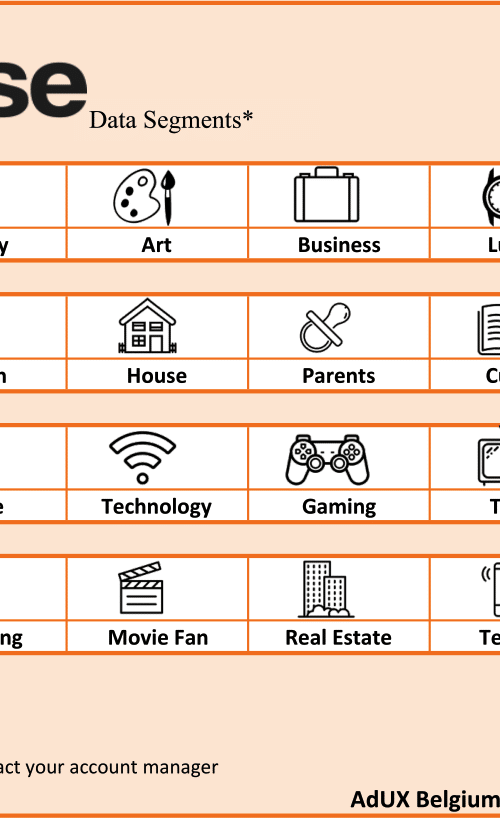 se Data Segments*
y Art Business Lu
n House Parents Cu
e Technology Gaming T
ng Movie Fan Real Estate Te
act your account manager
AdUX Belgium